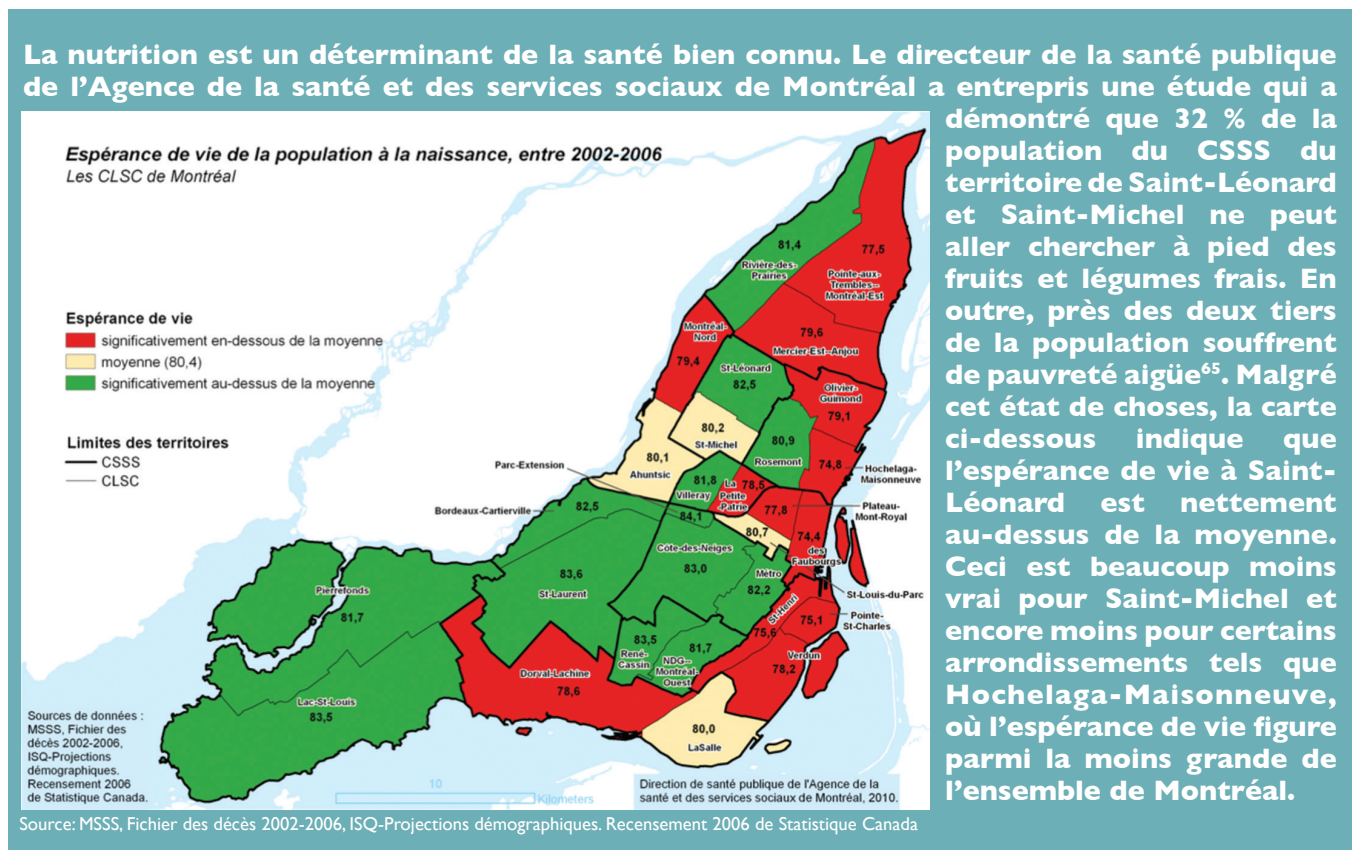 La nutrition est un déterminant de la santé bien connu. Le directeur de la santé publique
de l’Agence de la santé et des services sociaux de Montréal a entrepris une étude qui a
démontré que 32 % de la
population du CSSS du
territoire de Saint-Léonard
et Saint-Michel ne peut
aller chercher à pied des
fruits et légumes frais. En
outre, près des deux tiers
de la population souffrent
de pauvreté aigüe⁶⁵. Malgré
cet état de choses, la carte
ci-dessous indique que
l’espérance de vie à Saint-
Léonard est nettement
au-dessus de la moyenne.
Ceci est beaucoup moins
vrai pour Saint-Michel et
encore moins pour certains
arrondissements tels que
Hochelaga-Maisonneuve,
où l’espérance de vie figure
parmi la moins grande de
l’ensemble de Montréal.
Espérance de vie de la population à la naissance, entre 2002-2006
Les CLSC de Montréal
Espérance de vie
significativement en-dessous de la moyenne
moyenne (80,4)
significativement au-dessus de la moyenne
Limites des territoires
CSSS
CLSC
81,4
Rivière-des-
Prairies
77,5
Pointe-aux-
Trembles--
Montréal-Est
Montréal-
Nord
79,4
79,6
Mercier-Est--Anjou
St-Léonard
82,5
Olivier-
Guimond
79,1
80,2
St-Michel
80,9
Rosemont
80,1
Ahuntsic
74,8
Hochelaga-
Maisonneuve
Parc-Extension
81,8
Villeray
La
Petite
-Patrie
78,5
Bordeaux-Cartierville
82,5
84,1
77,8
Plateau-
Mont-Royal
80,7
74,4
des
Faubourgs
Côte-des-Neiges
83,0
Métro
82,2
St-Louis-du-Parc
83,6
St-Laurent
Pierrefonds
81,7
St-Henri
75,6
75,1
Pointe-
St-Charles
83,5
René-
Cassin
81,7
NDG--
Montréal-
Ouest
Verdun
78,2
Dorval-Lachine
78,6
Lac-St-Louis
83,5
80,0
LaSalle
Sources de données :
MSSS, Fichier des
décès 2002-2006,
ISQ-Projections
démographiques.
Recensement 2006
de Statistique Canada.
10
Kilometers
Direction de santé publique de l'Agence de la
santé et des services sociaux de Montréal, 2010.
Source: MSSS, Fichier des décès 2002-2006, ISQ-Projections démographiques. Recensement 2006 de Statistique Canada